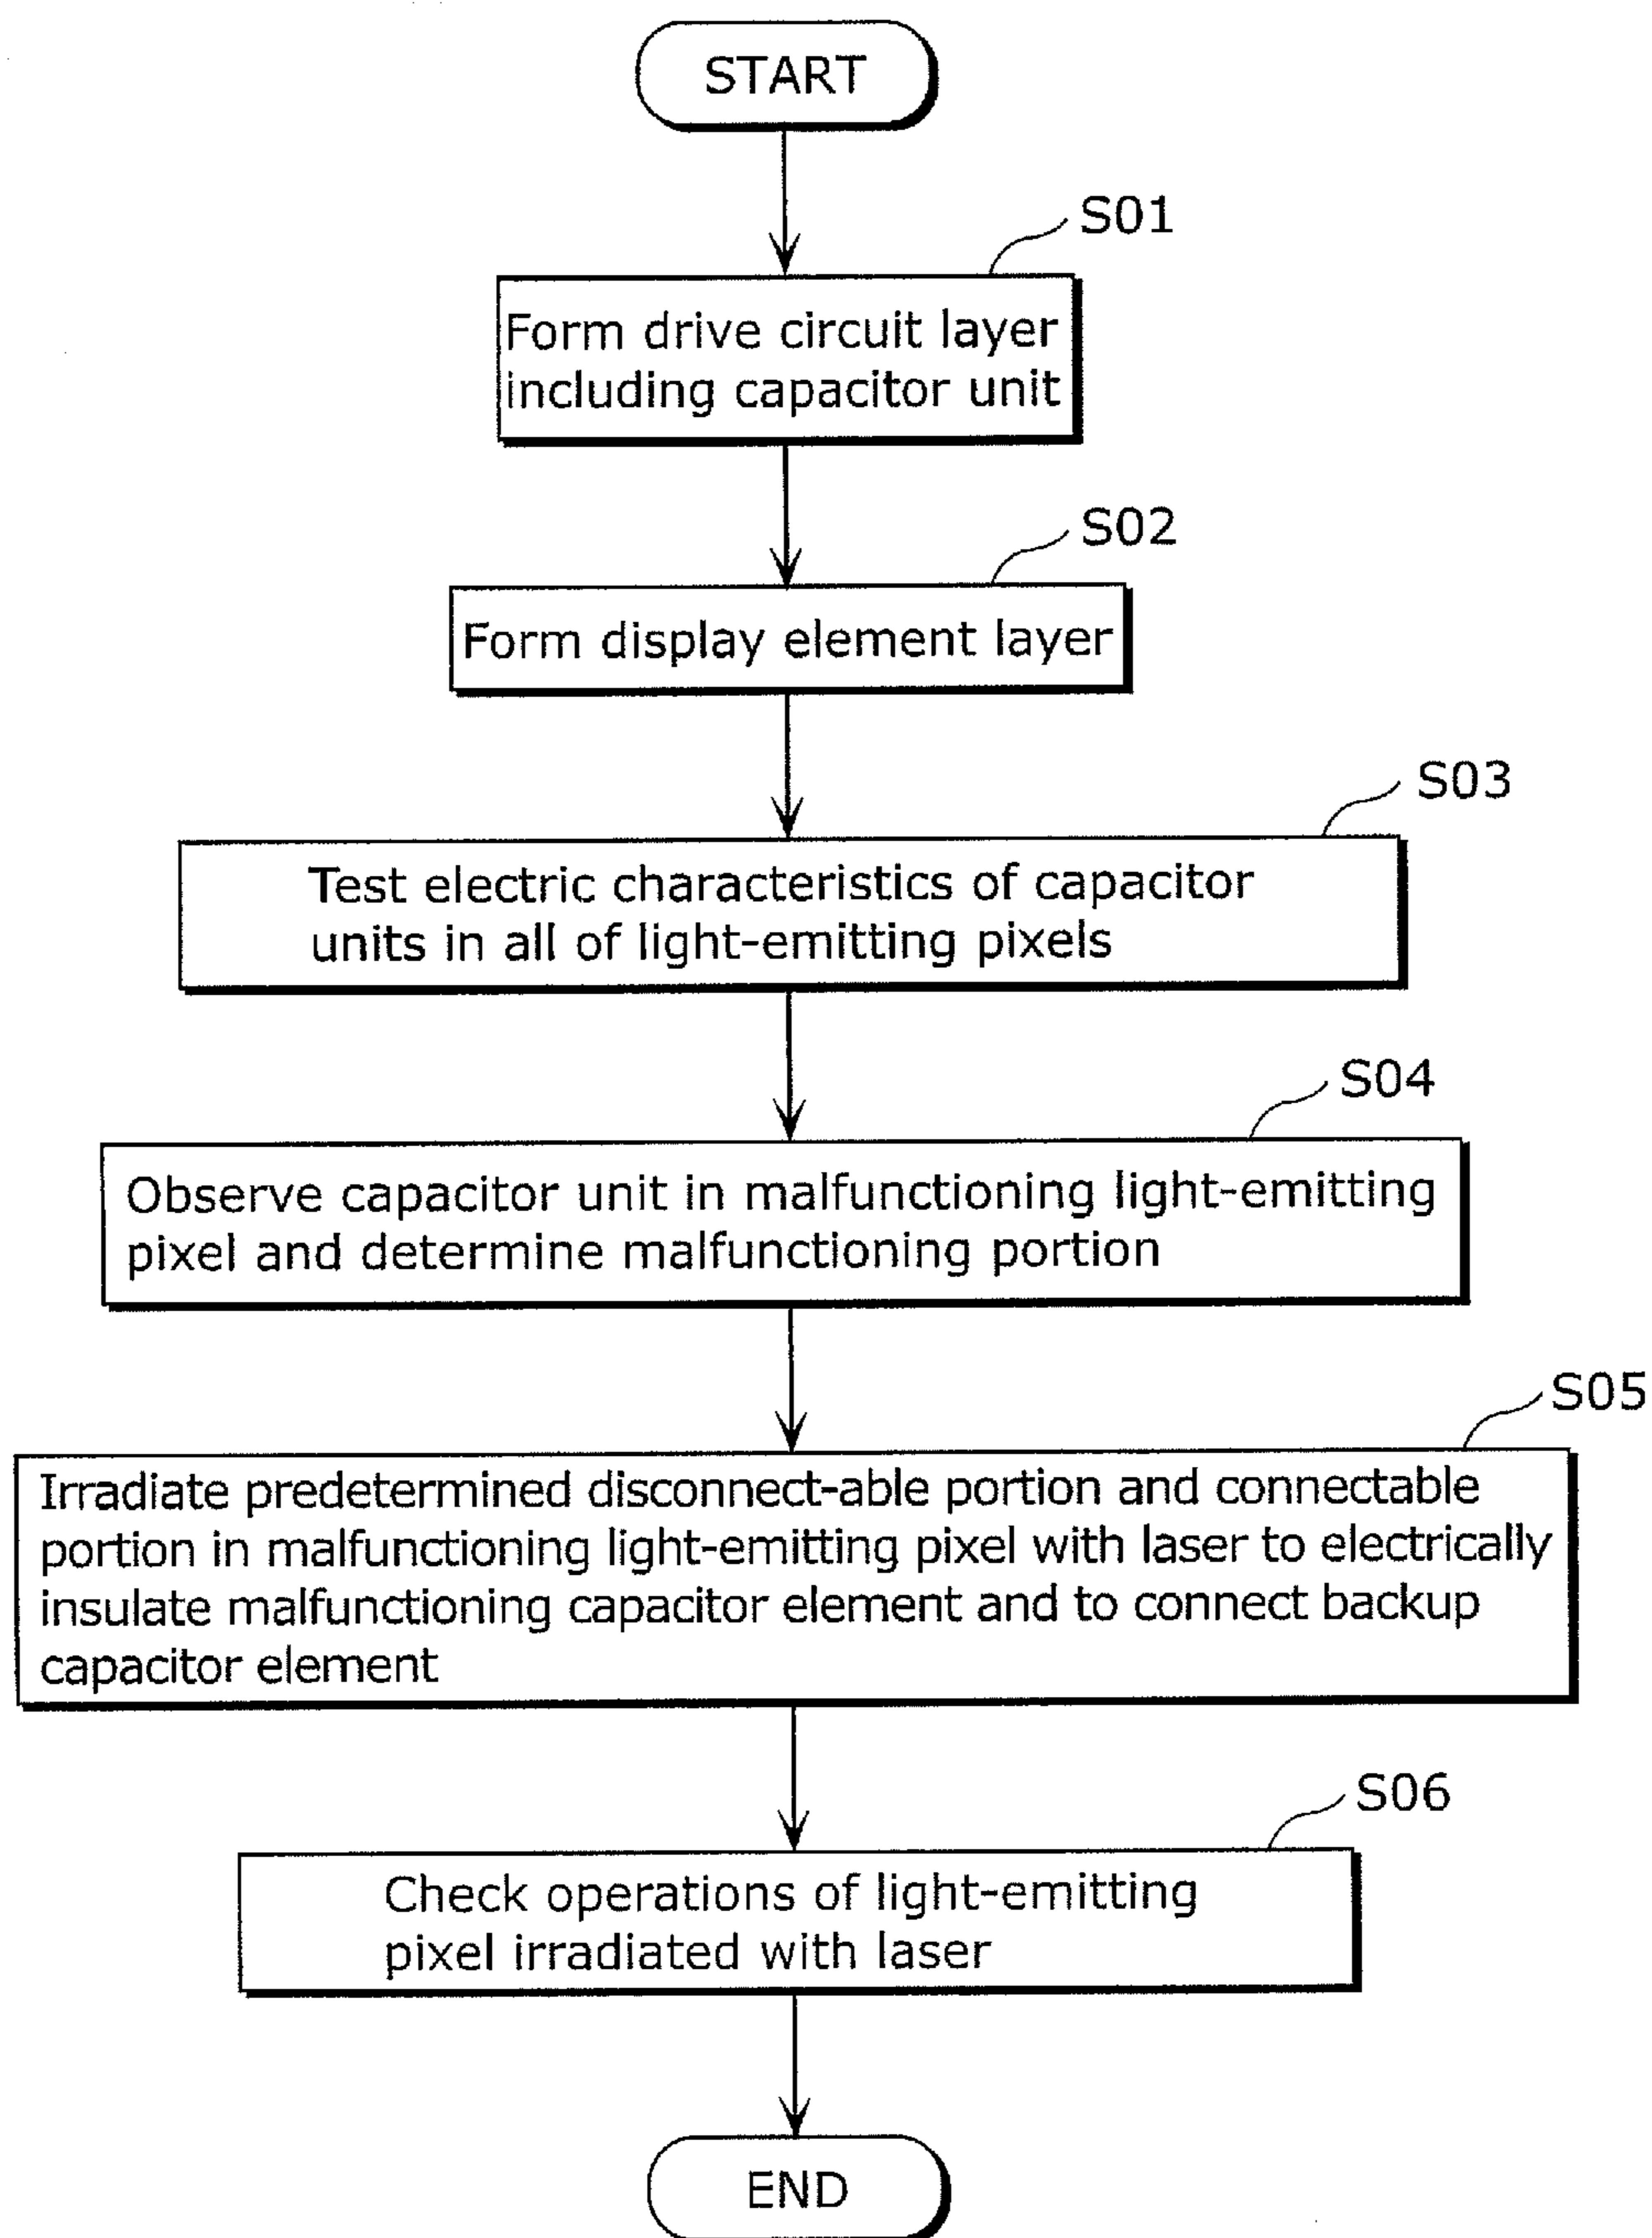 START
S01
Form drive circuit layer
including capacitor unit
S02
Form display element layer
S03
Test electric characteristics of capacitor
units in all of light-emitting pixels
S04
Observe capacitor unit in malfunctioning light-emitting
pixel and determine malfunctioning portion
S05
Irradiate predetermined disconnect-able portion and connectable
portion in malfunctioning light-emitting pixel with laser to electrically
insulate malfunctioning capacitor element and to connect backup
capacitor element
S06
Check operations of light-emitting
pixel irradiated with laser
END